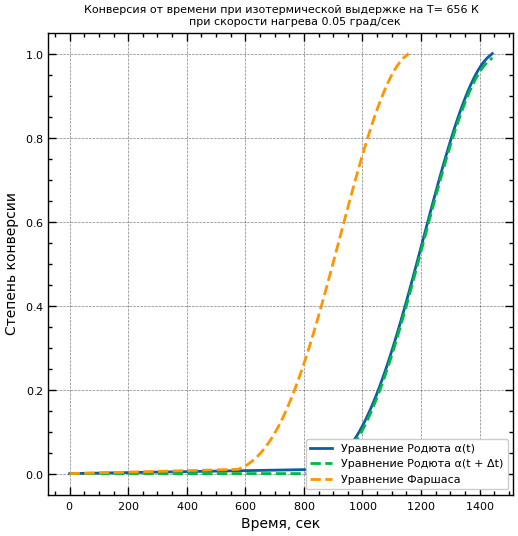 Конверсия от времени при изотермической выдержке на T= 656 К
при скорости нагрева 0.05 град/сек
Степень конверсии
1.0
0.8
0.6
0.4
0.2
0.0
Уравнение Родюта α(t)
Уравнение Родюта α(t + Δt)
Уравнение Фаршаса
0
200
400
600
800
1000
1200
1400
Время, сек